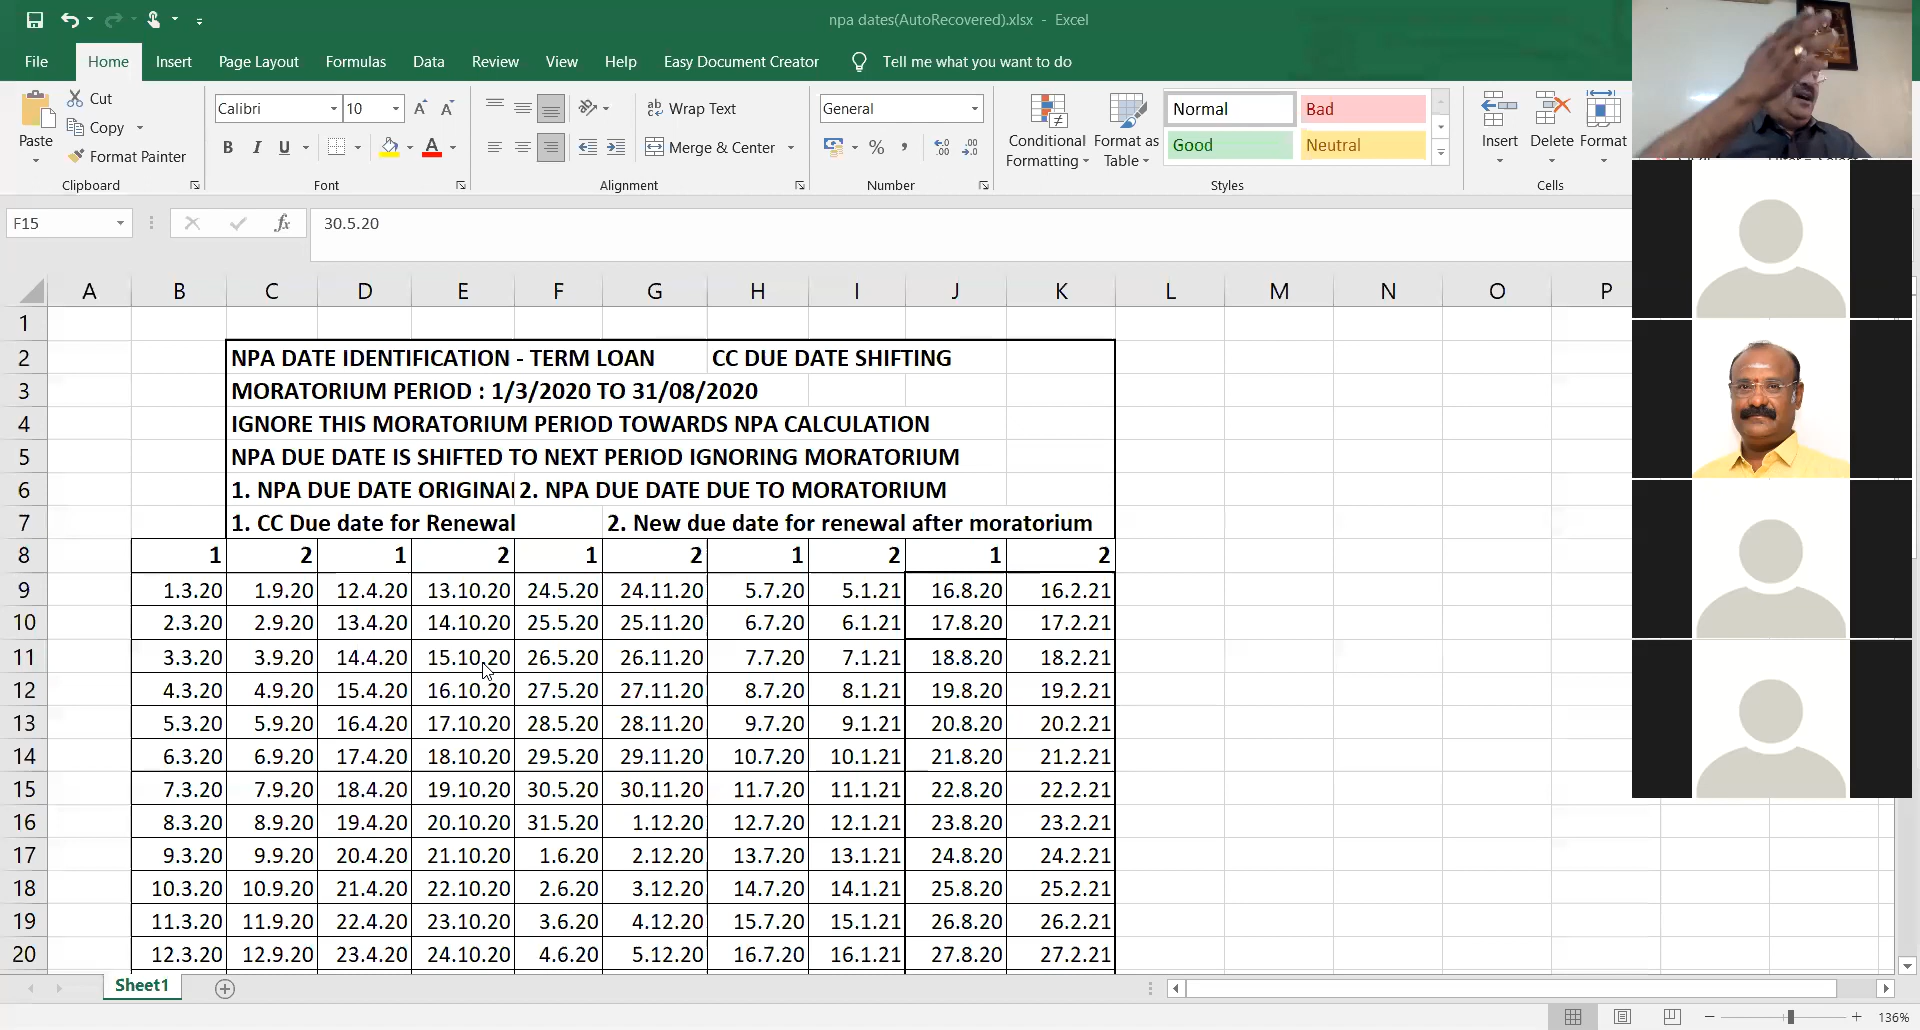 npa dates(AutoRecovered).xlsx - Excel
File Home Insert Page Layout Formulas Data Review View Help Easy Document Creator Tell me what you want to do
Paste
Cut
Copy
Format Painter
Clipboard
Calibri 10
B I U
Font
Wrap Text
Merge & Center
Alignment
General
%
Number
Conditional Formatting
Format as Table
Normal Bad
Good Neutral
Styles
Insert Delete Format
Cells
F15 fx 30.5.20
A B C D E F G H I J K L M N O P
1
2 NPA DATE IDENTIFICATION - TERM LOAN CC DUE DATE SHIFTING
3 MORATORIUM PERIOD : 1/3/2020 TO 31/08/2020
4 IGNORE THIS MORATORIUM PERIOD TOWARDS NPA CALCULATION
5 NPA DUE DATE IS SHIFTED TO NEXT PERIOD IGNORING MORATORIUM
6 1. NPA DUE DATE ORIGINAL 2. NPA DUE DATE DUE TO MORATORIUM
7 1. CC Due date for Renewal 2. New due date for renewal after moratorium
8 1 2 1 2 1 2 1 2 1 2
9 1.3.20 1.9.20 12.4.20 13.10.20 24.5.20 24.11.20 5.7.20 5.1.21 16.8.20 16.2.21
10 2.3.20 2.9.20 13.4.20 14.10.20 25.5.20 25.11.20 6.7.20 6.1.21 17.8.20 17.2.21
11 3.3.20 3.9.20 14.4.20 15.10.20 26.5.20 26.11.20 7.7.20 7.1.21 18.8.20 18.2.21
12 4.3.20 4.9.20 15.4.20 16.10.20 27.5.20 27.11.20 8.7.20 8.1.21 19.8.20 19.2.21
13 5.3.20 5.9.20 16.4.20 17.10.20 28.5.20 28.11.20 9.7.20 9.1.21 20.8.20 20.2.21
14 6.3.20 6.9.20 17.4.20 18.10.20 29.5.20 29.11.20 10.7.20 10.1.21 21.8.20 21.2.21
15 7.3.20 7.9.20 18.4.20 19.10.20 30.5.20 30.11.20 11.7.20 11.1.21 22.8.20 22.2.21
16 8.3.20 8.9.20 19.4.20 20.10.20 31.5.20 1.12.20 12.7.20 12.1.21 23.8.20 23.2.21
17 9.3.20 9.9.20 20.4.20 21.10.20 1.6.20 2.12.20 13.7.20 13.1.21 24.8.20 24.2.21
18 10.3.20 10.9.20 21.4.20 22.10.20 2.6.20 3.12.20 14.7.20 14.1.21 25.8.20 25.2.21
19 11.3.20 11.9.20 22.4.20 23.10.20 3.6.20 4.12.20 15.7.20 15.1.21 26.8.20 26.2.21
20 12.3.20 12.9.20 23.4.20 24.10.20 4.6.20 5.12.20 16.7.20 16.1.21 27.8.20 27.2.21
Sheet1
136%